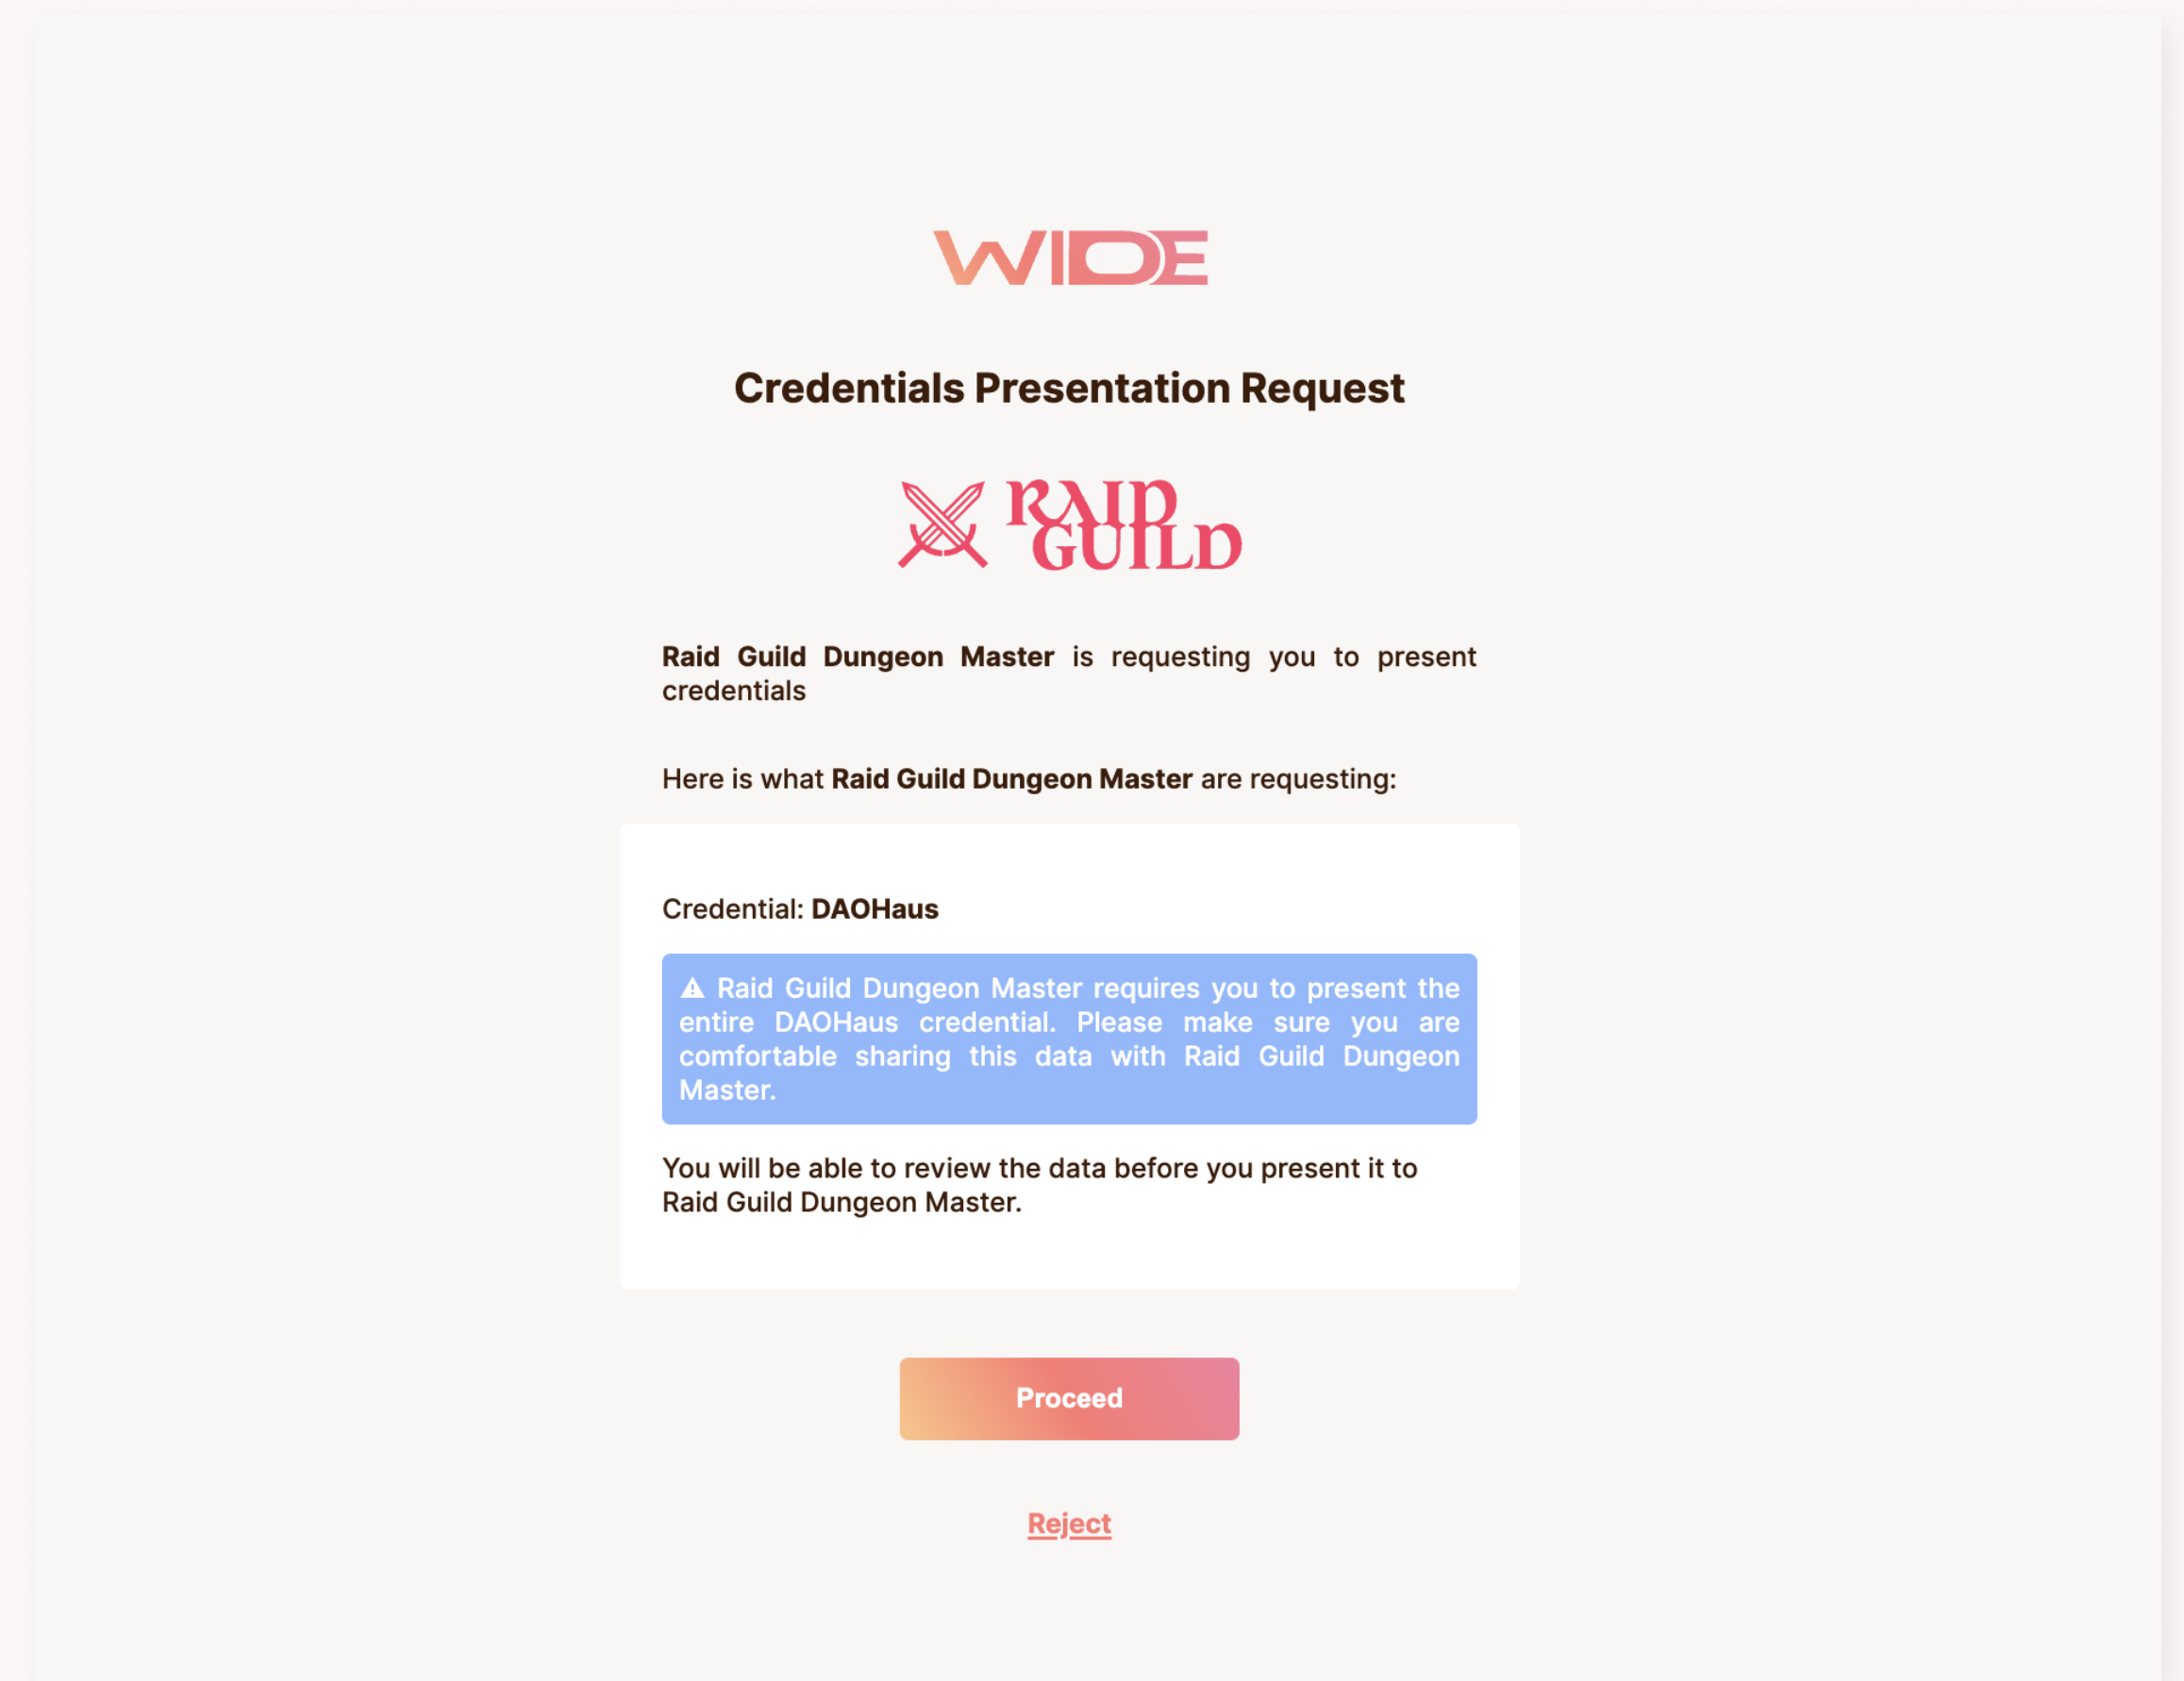 WIDE
Credentials Presentation Request
RAID
GUILD
Raid Guild Dungeon Master is requesting you to present
credentials
Here is what Raid Guild Dungeon Master are requesting:
Credential: DAOHaus
⚠ Raid Guild Dungeon Master requires you to present the
entire DAOHaus credential. Please make sure you are
comfortable sharing this data with Raid Guild Dungeon
Master.
You will be able to review the data before you present it to
Raid Guild Dungeon Master.
Proceed
Reject